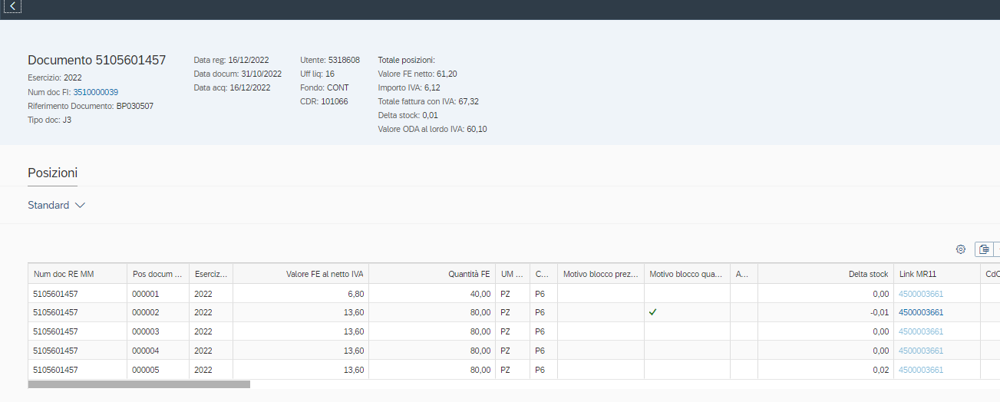 Documento 5105601457
Esercizio: 2022
Num doc FI: 3510000039
Riferimento Documento: BP030507
Tipo doc: J3
Data reg: 16/12/2022
Data docum: 31/10/2022
Data acq: 16/12/2022
Utente: 5318608
Uff liq: 16
Fondo: CONT
CDR: 101066
Totale posizioni:
Valore FE netto: 61,20
Importo IVA: 6,12
Totale fattura con IVA: 67,32
Delta stock: 0,01
Valore ODA al lordo IVA: 60,10
Posizioni
Standard
Num doc RE MM Pos docum ... Eserciz... Valore FE al netto IVA Quantità FE UM ... C... Motivo blocco prez... Motivo blocco qua... A... Delta stock Link MR11 CdC
5105601457 000001 2022 6,80 40,00 PZ P6 0,00 4500003661
5105601457 000002 2022 13,60 80,00 PZ P6 -0,01 4500003661
5105601457 000003 2022 13,60 80,00 PZ P6 0,00 4500003661
5105601457 000004 2022 13,60 80,00 PZ P6 0,00 4500003661
5105601457 000005 2022 13,60 80,00 PZ P6 0,02 4500003661